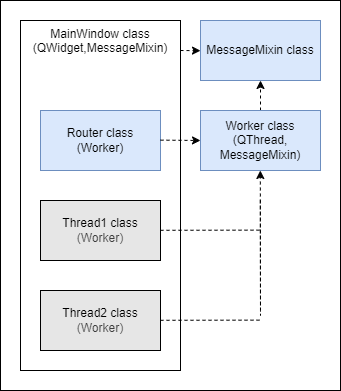 MainWindow class
(QWidget,MessageMixin)
MessageMixin class
Router class
(Worker)
Worker class
(QThread,
MessageMixin)
Thread1 class
(Worker)
Thread2 class
(Worker)